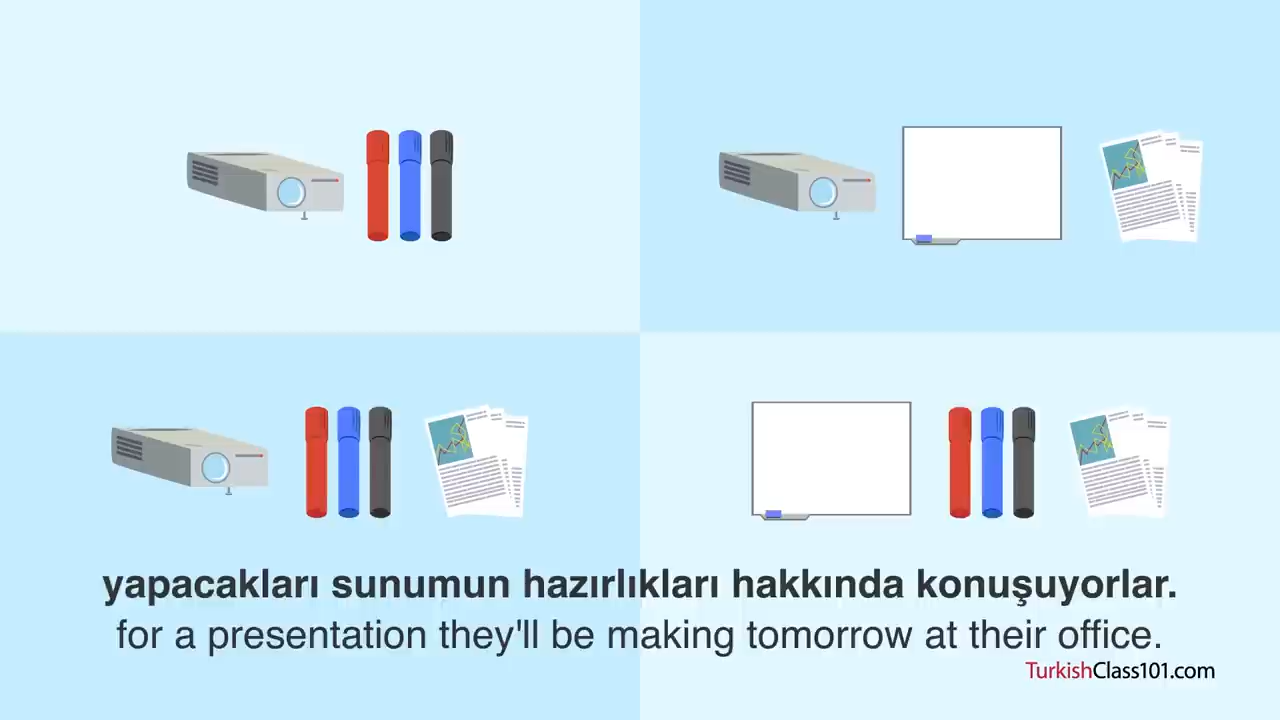 yapacakları sunumun hazırlıkları hakkında konuşuyorlar.
for a presentation they'll be making tomorrow at their office.
TurkishClass101.com